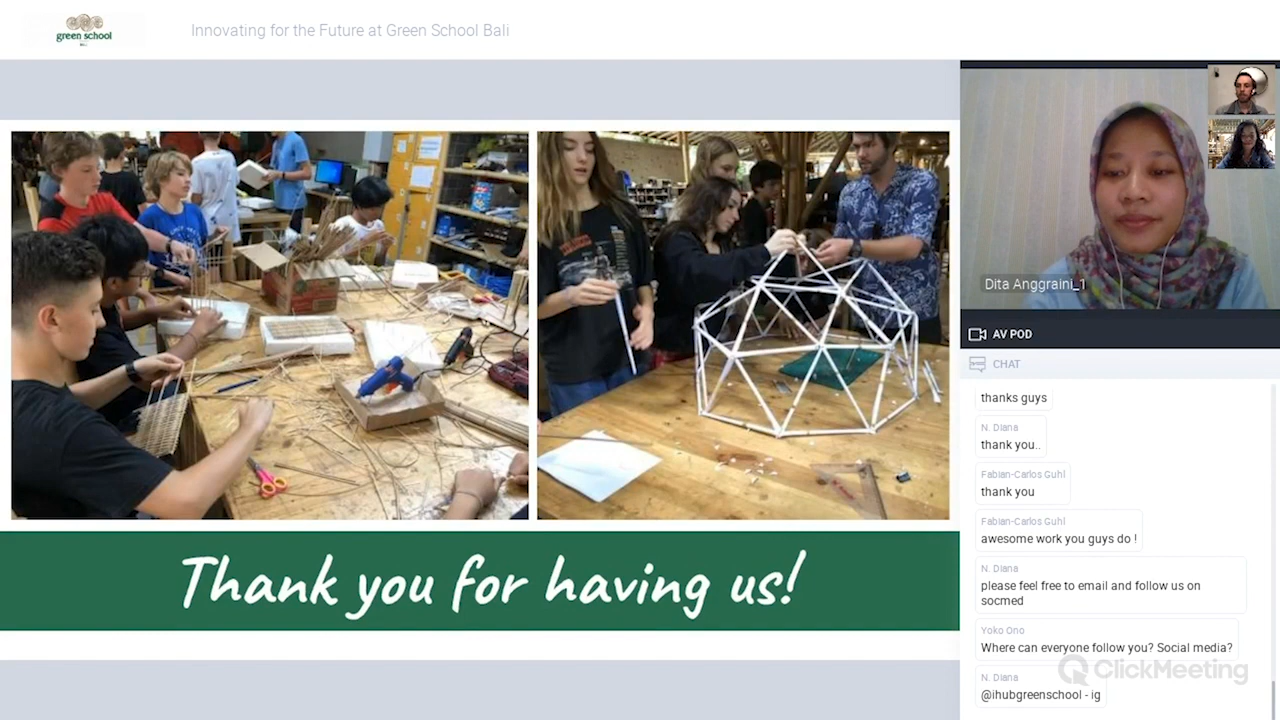 green school
Innovating for the Future at Green School Bali
Thank you for having us!
Dita Anggraini_1
AV POD
CHAT
thanks guys
N. Diana
thank you..
Fabian-Carlos Guhl
thank you
Fabian-Carlos Guhl
awesome work you guys do !
N. Diana
please feel free to email and follow us on
socmed
Yoko Ono
Where can everyone follow you? Social media?
ClickMeeting
N. Diana
@ihubgreenschool - ig